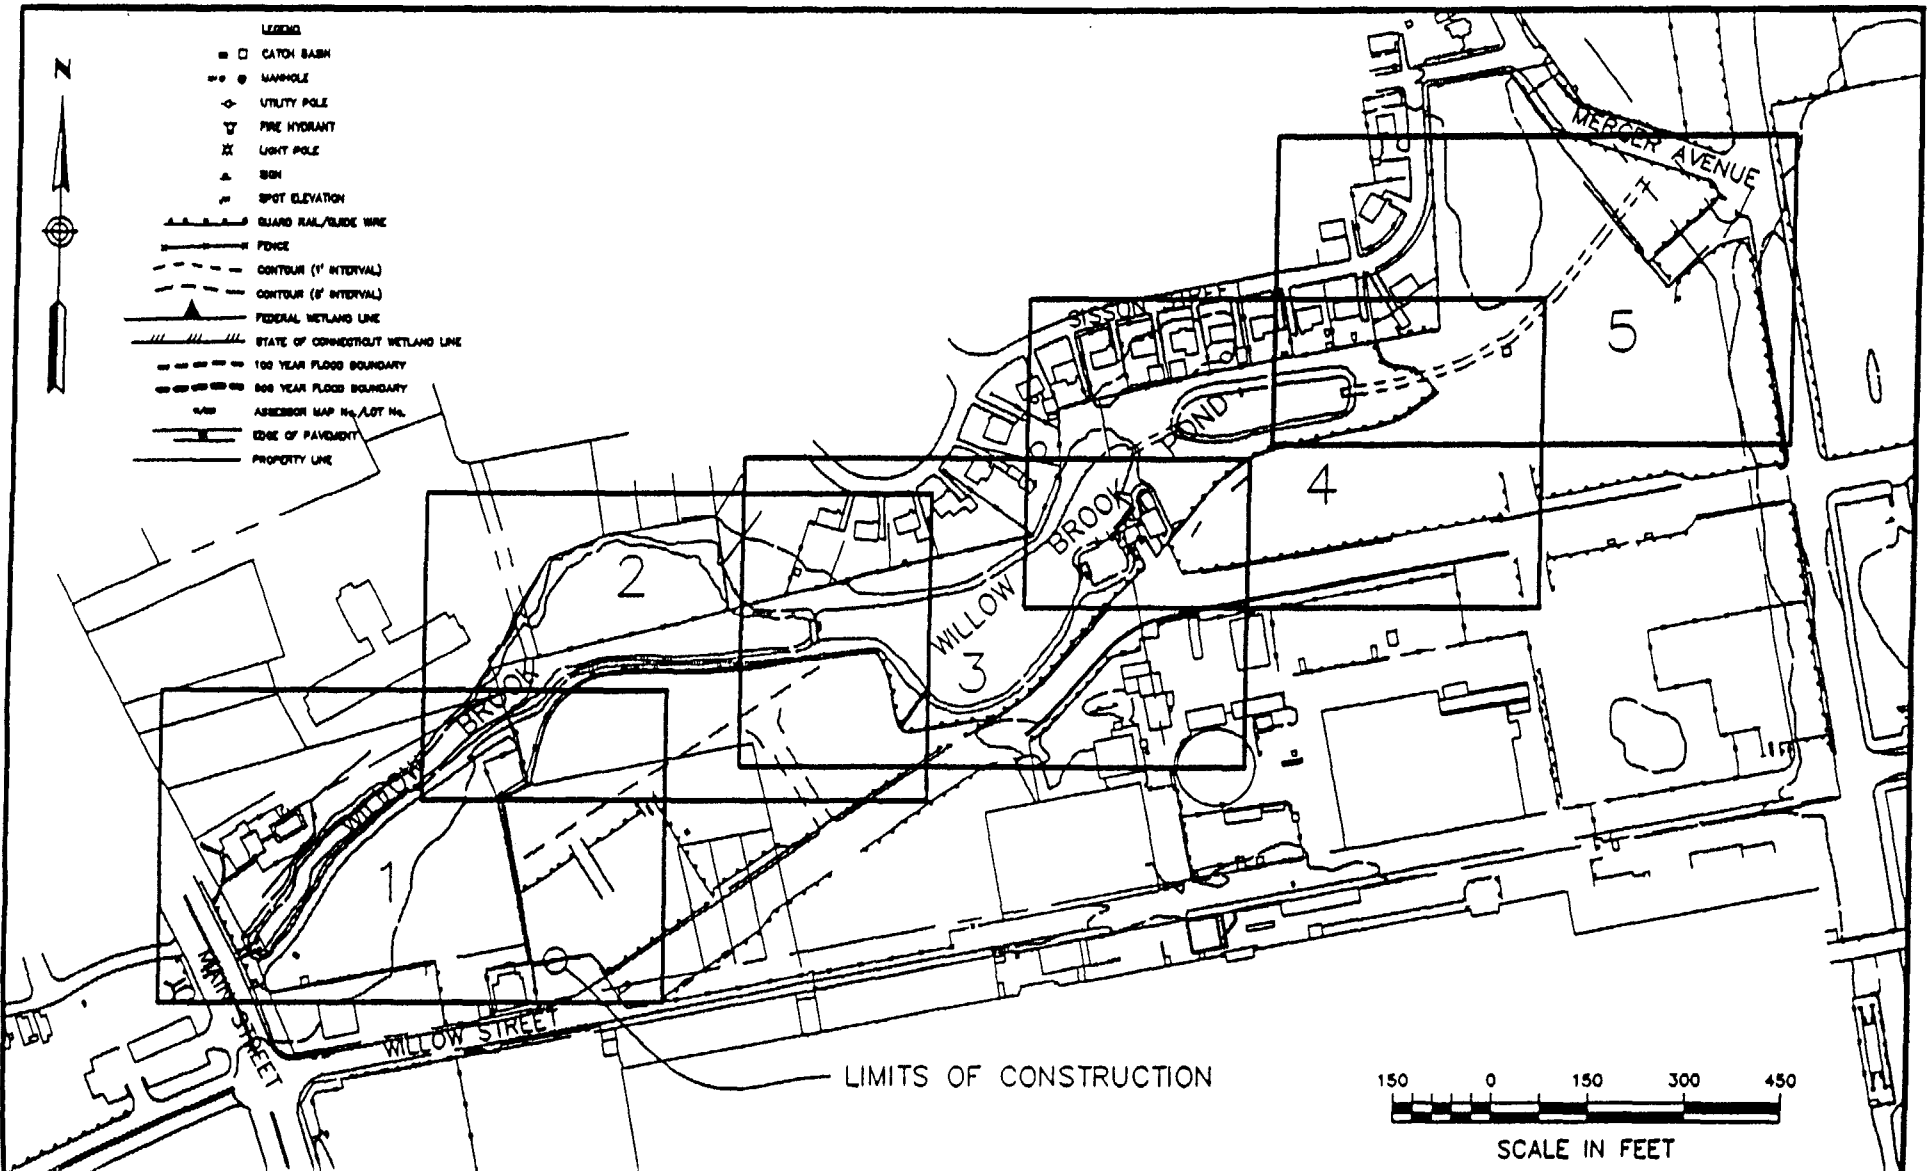 LEGEND
CATCH BASIN
MANHOLE
UTILITY POLE
FIRE HYDRANT
LIGHT POLE
SIGN
SPOT ELEVATION
GUARD RAIL/GUIDE WIRE
FENCE
CONTOUR (1' INTERVAL)
CONTOUR (5' INTERVAL)
FEDERAL WETLAND LINE
STATE OF CONNECTICUT WETLAND LINE
100 YEAR FLOOD BOUNDARY
500 YEAR FLOOD BOUNDARY
ASSESSOR MAP No./LOT No.
EDGE OF PAVEMENT
PROPERTY LINE
N
MERCER AVENUE
SISSON STREET
5
POND
4
WILLOW BROOK
2
3
WILLOW BROOK
1
MAIN STREET
WILLOW STREET
LIMITS OF CONSTRUCTION
150 0 150 300 450
SCALE IN FEET